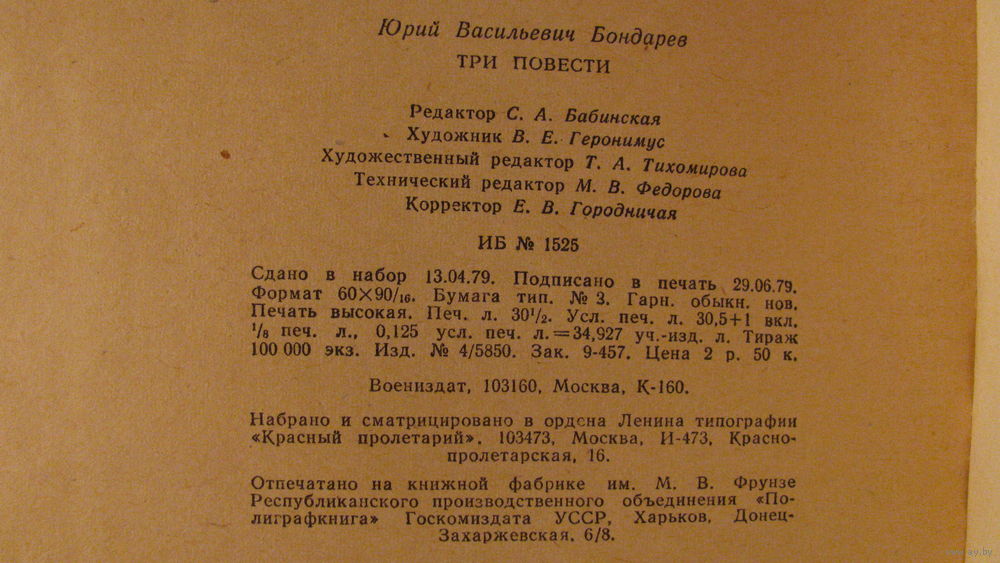 Юрий Васильевич Бондарев
ТРИ ПОВЕСТИ
Редактор С. А. Бабинская
Художник В. Е. Геронимус
Художественный редактор Т. А. Тихомирова
Технический редактор М. В. Федорова
Корректор Е. В. Городничая
ИБ № 1525
Сдано в набор 13.04.79. Подписано в печать 29.06.79.
Формат 60×90/16. Бумага тип. № 3. Гарн. обыкн. нов.
Печать высокая. Печ. л. 30½. Усл. печ. л. 30,5+1 вкл.
⅛ печ. л., 0,125 усл. печ. л.=34,927 уч.-изд. л. Тираж
100 000 экз. Изд. № 4/5850. Зак. 9-457. Цена 2 р. 50 к.
Воениздат, 103160, Москва, К-160.
Набрано и сматрицировано в ордена Ленина типографии
«Красный пролетарий». 103473, Москва, И-473, Красно-
пролетарская, 16.
Отпечатано на книжной фабрике им. М. В. Фрунзе
Республиканского производственного объединения «По-
лиграфкнига» Госкомиздата УССР, Харьков, Донец-
Захаржевская, 6/8.